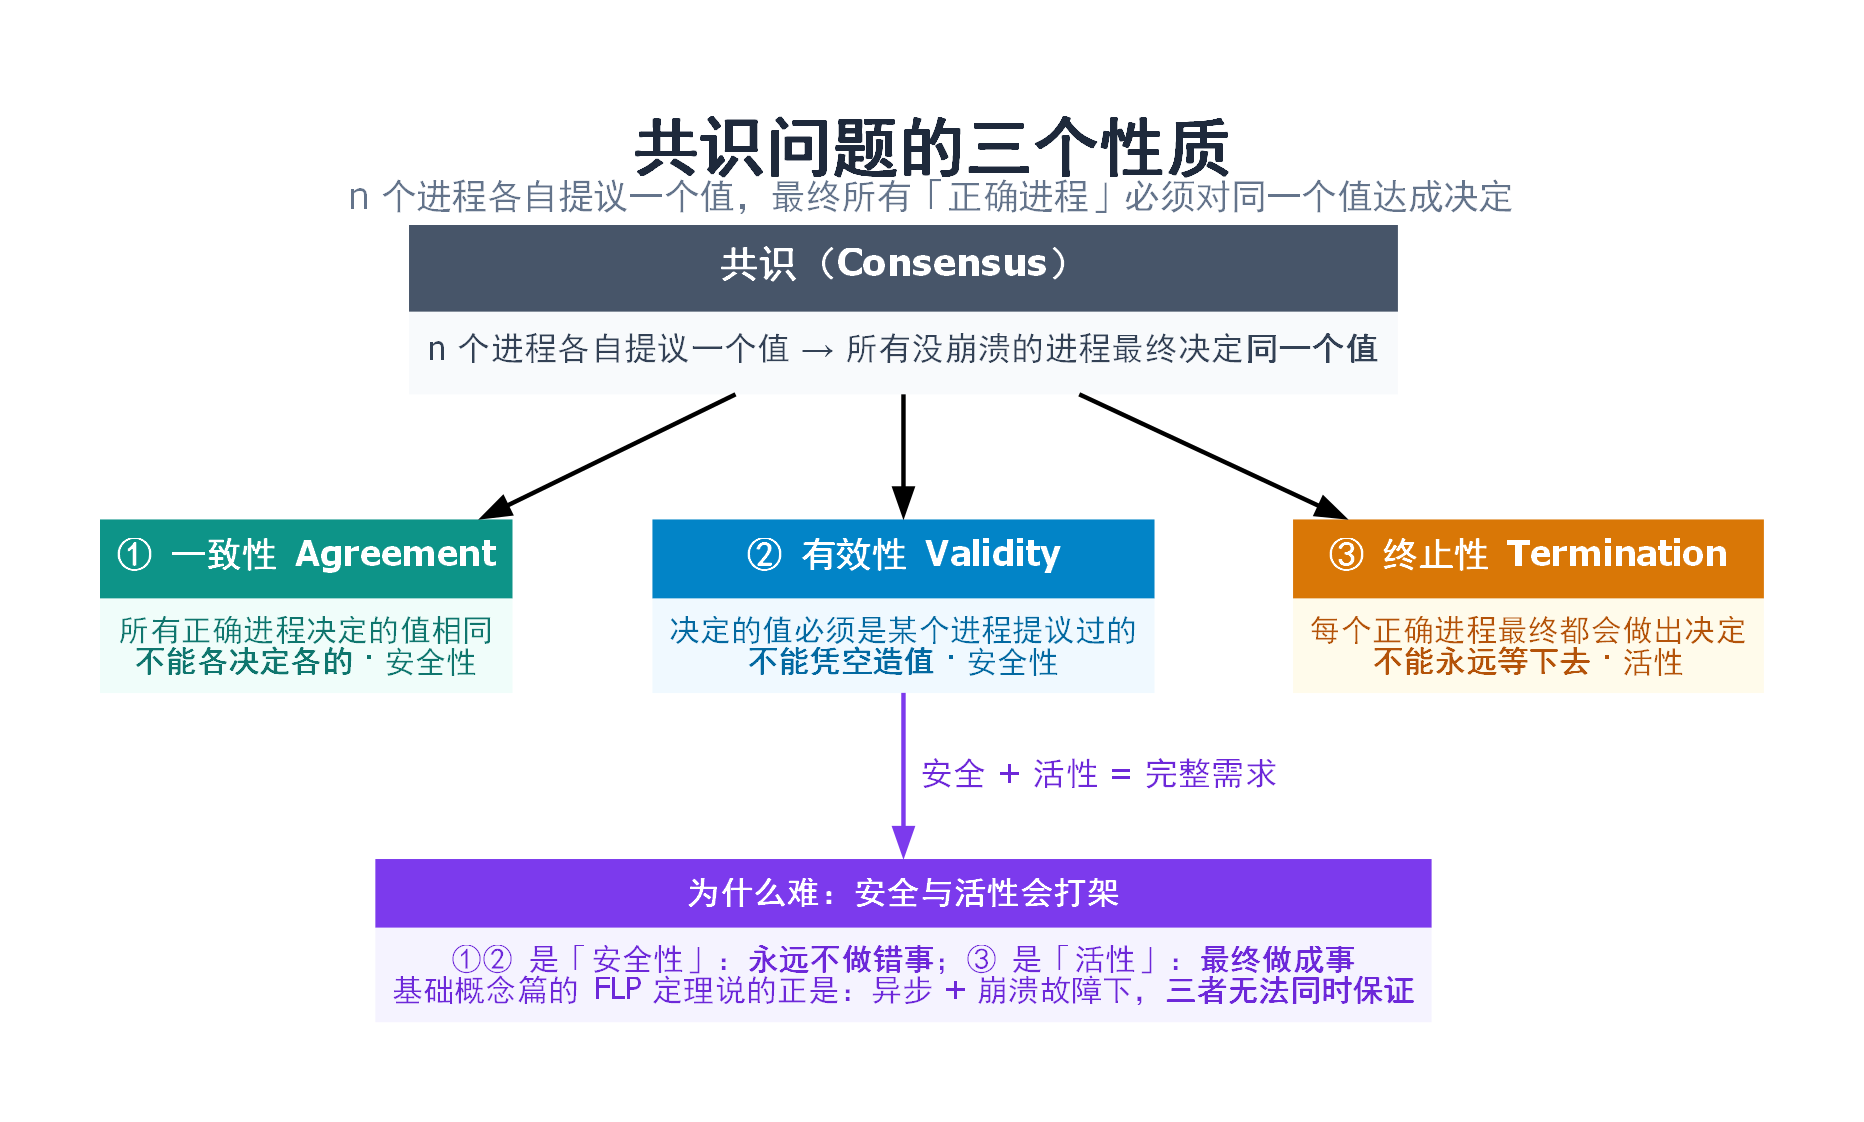 共识问题的三个性质
n 个进程各自提议一个值，最终所有「正确进程」必须对同一个值达成决定
共识（Consensus）
n 个进程各自提议一个值 → 所有没崩溃的进程最终决定同一个值
① 一致性 Agreement
所有正确进程决定的值相同
不能各决定各的 · 安全性
② 有效性 Validity
决定的值必须是某个进程提议过的
不能凭空造值 · 安全性
③ 终止性 Termination
每个正确进程最终都会做出决定
不能永远等下去 · 活性
安全 + 活性 = 完整需求
为什么难：安全与活性会打架
①② 是「安全性」：永远不做错事；③ 是「活性」：最终做成事
基础概念篇的 FLP 定理说的正是：异步 + 崩溃故障下，三者无法同时保证